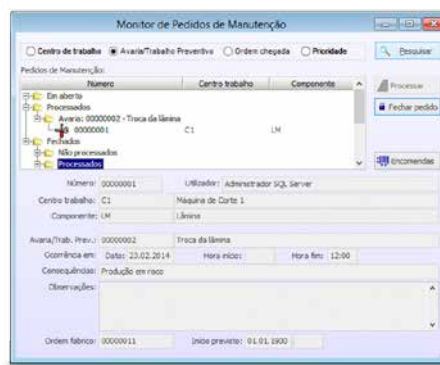 Monitor de Pedidos de Manutenção
Centro de trabalho Avaria/Trabalho Preventivo Ordem chegada Prioridade
Pesquisar
Pedidos de Manutenção:
Número Centro trabalho Componente
Processar
Em aberto
Processados
Fechar pedido
Avaria: 00000002 - Troca da lâmina
00000001 C1 LM
Fechados
Não processados
Processados
Encomendas
Número: 00000001 Utilizador: Administrador SQL Server
Centro trabalho: C1 Máquina de Corte 1
Componente: LM Lâmina
Avaria/Trab. Prev.: 00000002 Troca da lâmina
Ocorrência em: Data: 23.02.2014 Hora início: Hora fim: 12:00
Consequências: Produção em risco
Observações:
Ordem fabrico: 00000011 Início previsto: 01.01.1900